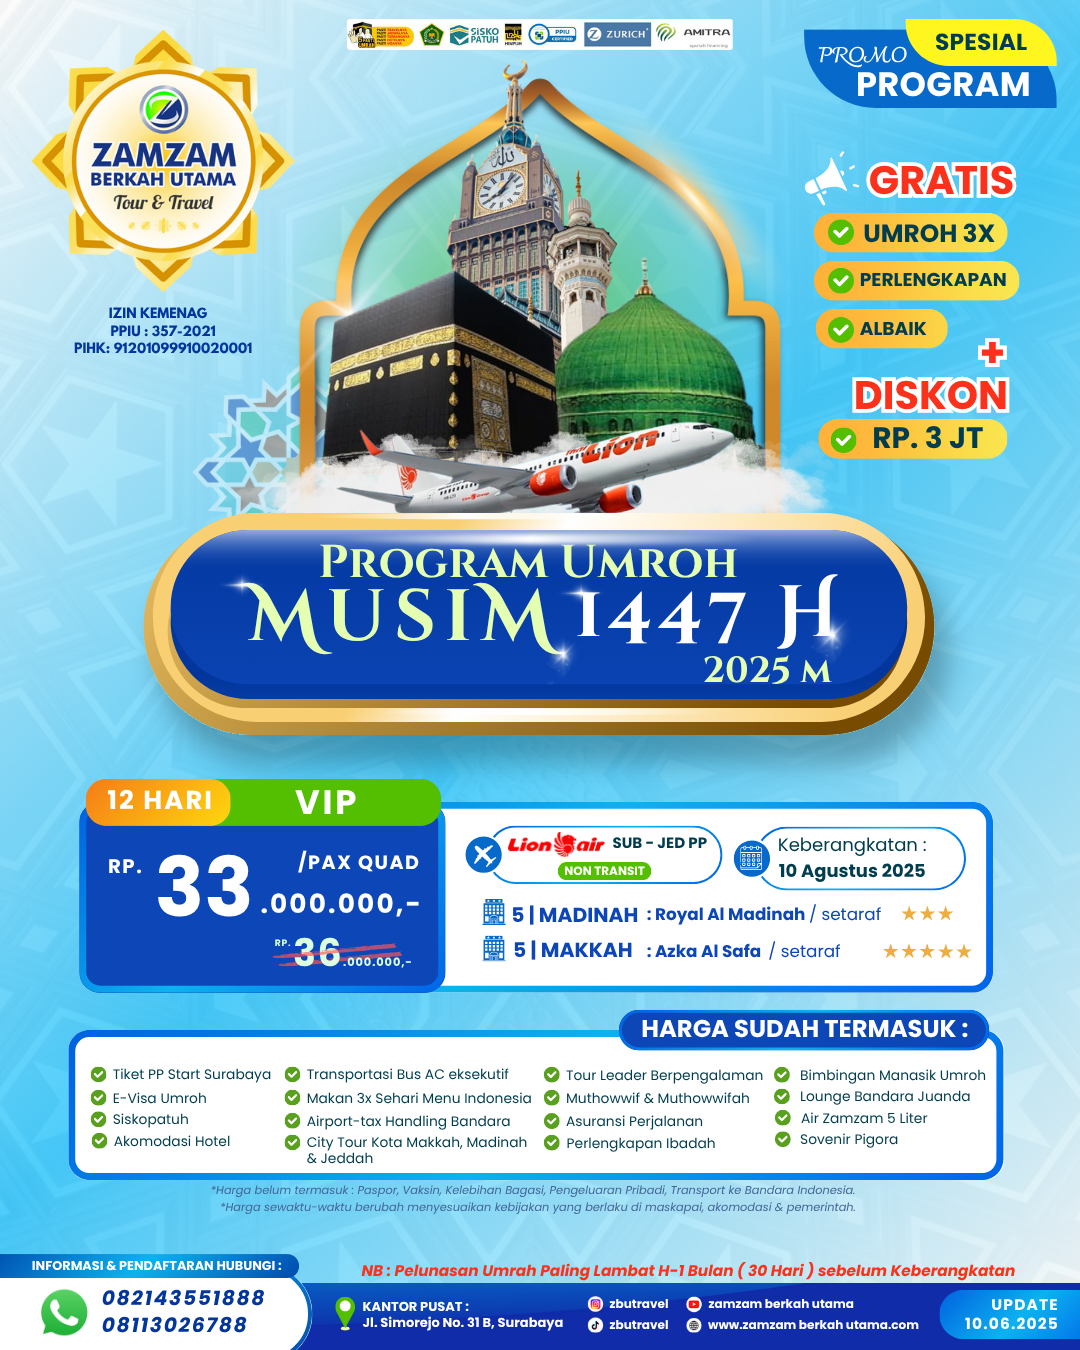 SISKO PATUH
HIMPUH
PPIU
CERTIFIED
ZURICH
AMITRA
syariah financing
PROMO
SPESIAL
PROGRAM
ZAMZAM
BERKAH UTAMA
Tour & Travel
IZIN KEMENAG
PPIU : 357-2021
PIHK: 91201099910020001
GRATIS
UMROH 3X
PERLENGKAPAN
ALBAIK
+
DISKON
RP. 3 JT
Lion
PROGRAM UMROH
MUSIM 1447 H
2025 M
12 HARI
VIP
RP. 33 .000.000,-
/PAX QUAD
RP. 36.000.000,-
Lion air SUB - JED PP
NON TRANSIT
Keberangkatan :
10 Agustus 2025
5 | MADINAH : Royal Al Madinah / setaraf
5 | MAKKAH : Azka Al Safa / setaraf
HARGA SUDAH TERMASUK :
Tiket PP Start Surabaya
E-Visa Umroh
Siskopatuh
Akomodasi Hotel
Transportasi Bus AC eksekutif
Makan 3x Sehari Menu Indonesia
Airport-tax Handling Bandara
City Tour Kota Makkah, Madinah
& Jeddah
Tour Leader Berpengalaman
Muthowwif & Muthowwifah
Asuransi Perjalanan
Perlengkapan Ibadah
Bimbingan Manasik Umroh
Lounge Bandara Juanda
Air Zamzam 5 Liter
Sovenir Pigora
*Harga belum termasuk : Paspor, Vaksin, Kelebihan Bagasi, Pengeluaran Pribadi, Transport ke Bandara Indonesia.
*Harga sewaktu-waktu berubah menyesuaikan kebijakan yang berlaku di maskapai, akomodasi & pemerintah.
INFORMASI & PENDAFTARAN HUBUNGI :
082143551888
08113026788
NB : Pelunasan Umrah Paling Lambat H-1 Bulan ( 30 Hari ) sebelum Keberangkatan
KANTOR PUSAT :
Jl. Simorejo No. 31 B, Surabaya
zbutravel
zbutravel
zamzam berkah utama
www.zamzam berkah utama.com
UPDATE
10.06.2025